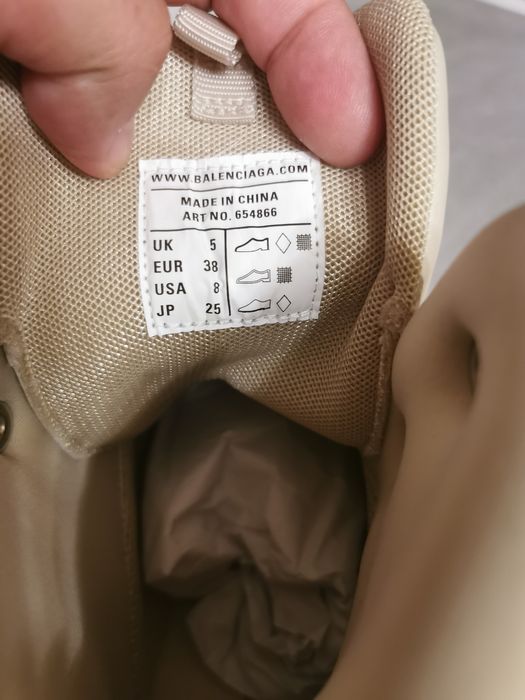 WWW.BALENCIAGA.COM
MADE IN CHINA
ART NO. 654866
UK 5
EUR 38
USA 8
JP 25